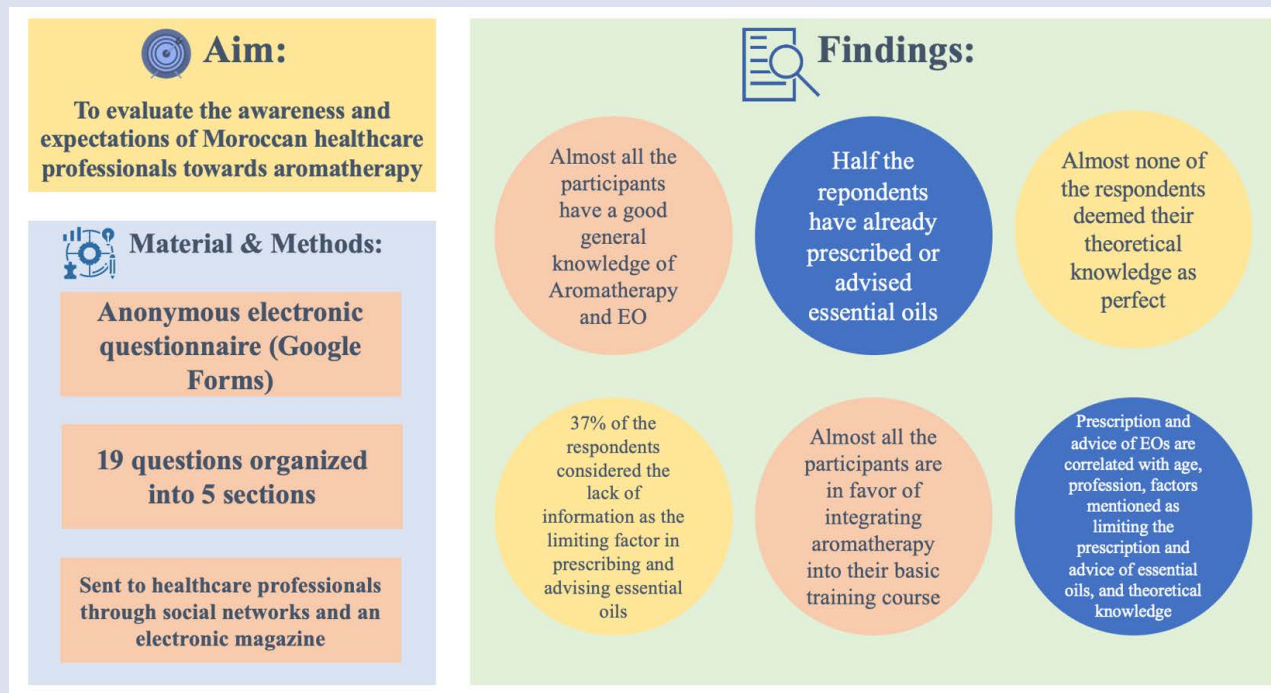 Aim:
To evaluate the awareness and
expectations of Moroccan healthcare
professionals towards aromatherapy
Material & Methods:
Anonymous electronic
questionnaire (Google
Forms)
19 questions organized
into 5 sections
Sent to healthcare professionals
through social networks and an
electronic magazine
Findings:
Almost all the
participants
have a good
general
knowledge of
Aromatherapy
and EO
Half the
repondents
have already
prescribed or
advised
essential oils
Almost none of
the respondents
deemed their
theoretical
knowledge as
perfect
37% of the
respondents
considered the
lack of
information as the
limiting factor in
prescribing and
advising essential
oils
Almost all the
participants are
in favor of
integrating
aromatherapy
into their basic
training course
Prescription and
advice of EOs are
correlated with age,
profession, factors
mentioned as
limiting the
prescription and
advice of essential
oils, and theoretical
knowledge